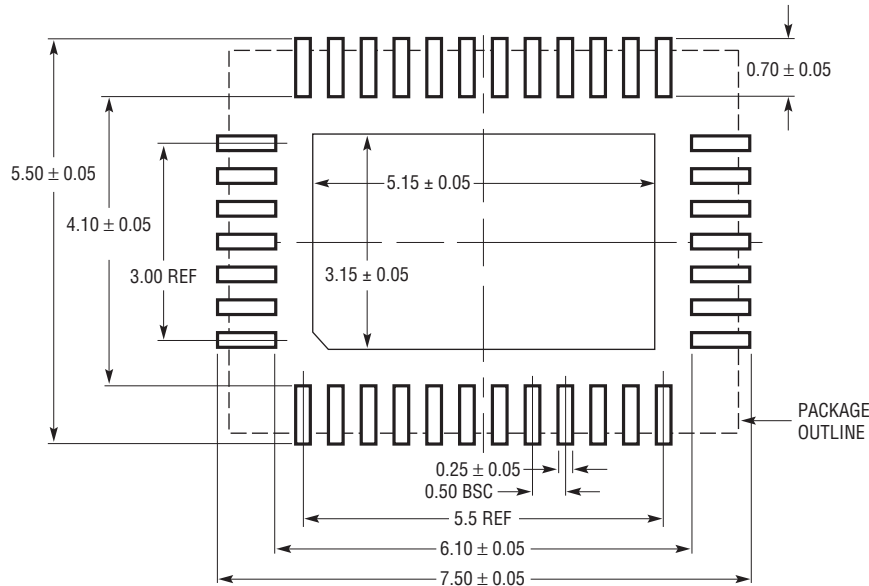 0.70 ± 0.05
5.50 ± 0.05
5.15 ± 0.05
4.10 ± 0.05
3.00 REF
3.15 ± 0.05
PACKAGE
OUTLINE
0.25 ± 0.05
0.50 BSC
5.5 REF
6.10 ± 0.05
7.50 ± 0.05